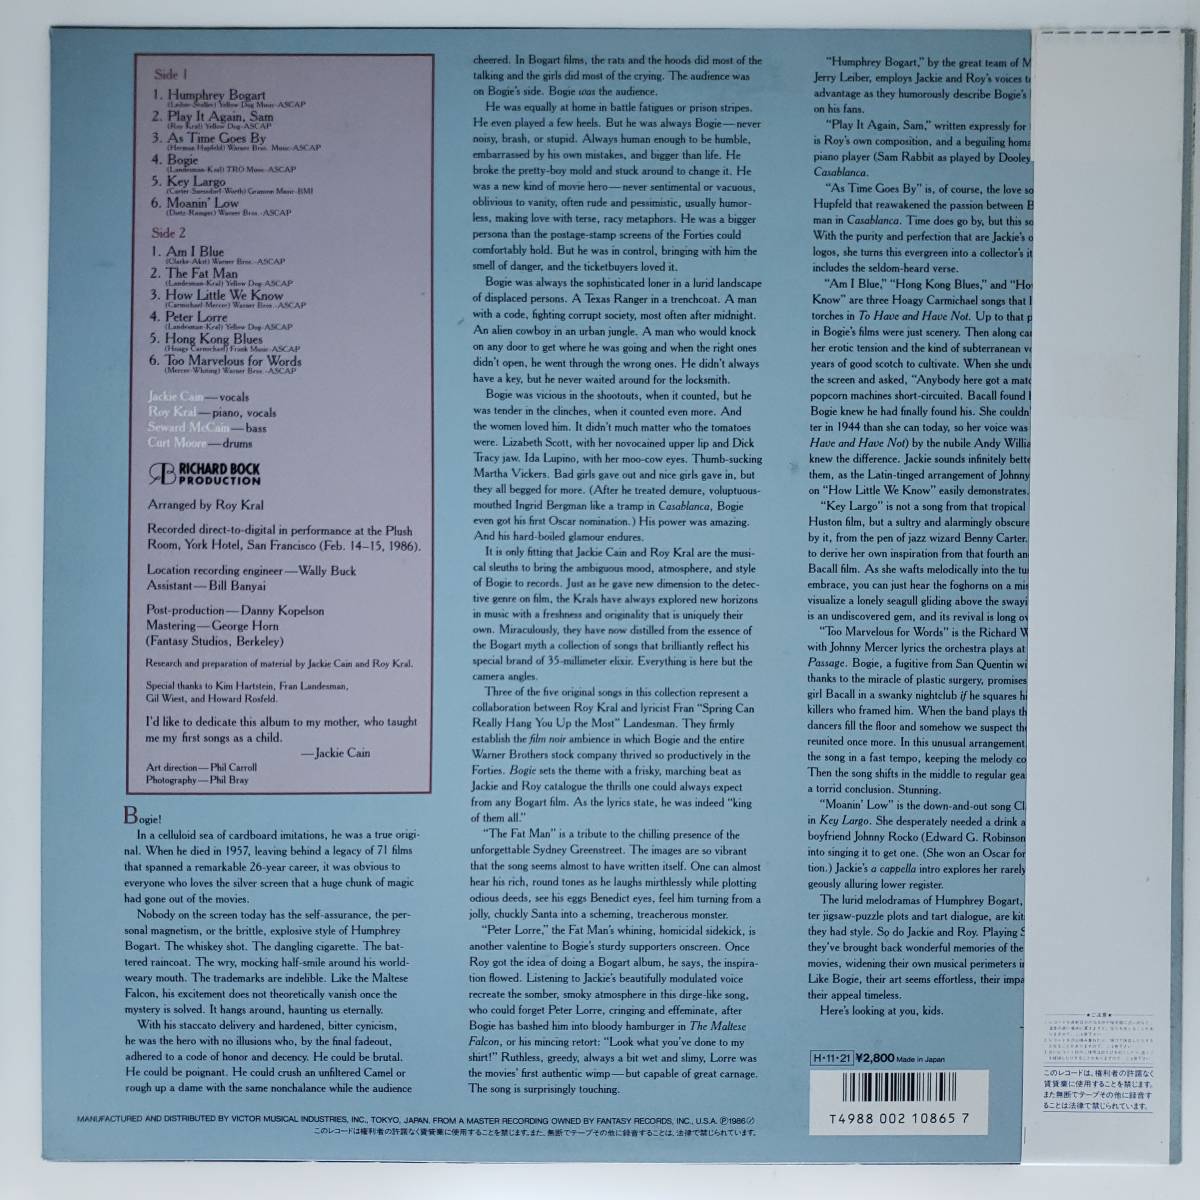 Side 1
1. Humphrey Bogart
(Leiber-Stoller) Yellow Dog Music-ASCAP
2. Play It Again, Sam
(Roy Kral) Yellow Dog-ASCAP
3. As Time Goes By
(Herman Hupfeld) Warner Bros. Music-ASCAP
4. Bogie
(Landesman-Kral) TRO Music-ASCAP
5. Key Largo
(Carter-Suessdorf-Worth) Granson Music-BMI
6. Moanin' Low
(Dietz-Rainger) Warner Bros.-ASCAP
Side 2
1. Am I Blue
(Clarke-Akst) Warner Bros.-ASCAP
2. The Fat Man
(Landesman-Kral) Yellow Dog-ASCAP
3. How Little We Know
(Carmichael-Mercer) Warner Bros.-ASCAP
4. Peter Lorre
(Landesman-Kral) Yellow Dog-ASCAP
5. Hong Kong Blues
(Hoagy Carmichael) Frank Music-ASCAP
6. Too Marvelous for Words
(Mercer-Whiting) Warner Bros.-ASCAP
Jackie Cain—vocals
Roy Kral—piano, vocals
Seward McCain—bass
Curt Moore—drums
RB RICHARD BOCK
PRODUCTION
Arranged by Roy Kral
Recorded direct-to-digital in performance at the Plush
Room, York Hotel, San Francisco (Feb. 14–15, 1986).
Location recording engineer—Wally Buck
Assistant—Bill Banyai
Post-production—Danny Kopelson
Mastering—George Horn
(Fantasy Studios, Berkeley)
Research and preparation of material by Jackie Cain and Roy Kral.
Special thanks to Kim Hartstein, Fran Landesman,
Gil Wiest, and Howard Rosfeld.
I'd like to dedicate this album to my mother, who taught
me my first songs as a child.
—Jackie Cain
Art direction—Phil Carroll
Photography—Phil Bray
Bogie!
In a celluloid sea of cardboard imitations, he was a true origi-
nal. When he died in 1957, leaving behind a legacy of 71 films
that spanned a remarkable 26-year career, it was obvious to
everyone who loves the silver screen that a huge chunk of magic
had gone out of the movies.
Nobody on the screen today has the self-assurance, the per-
sonal magnetism, or the brittle, explosive style of Humphrey
Bogart. The whiskey shot. The dangling cigarette. The bat-
tered raincoat. The wry, mocking half-smile around his world-
weary mouth. The trademarks are indelible. Like the Maltese
Falcon, his excitement does not theoretically vanish once the
mystery is solved. It hangs around, haunting us eternally.
With his staccato delivery and hardened, bitter cynicism,
he was the hero with no illusions who, by the final fadeout,
adhered to a code of honor and decency. He could be brutal.
He could be poignant. He could crush an unfiltered Camel or
rough up a dame with the same nonchalance while the audience
cheered. In Bogart films, the rats and the hoods did most of the
talking and the girls did most of the crying. The audience was
on Bogie's side. Bogie was the audience.
He was equally at home in battle fatigues or prison stripes.
He even played a few heels. But he was always Bogie—never
noisy, brash, or stupid. Always human enough to be humble,
embarrassed by his own mistakes, and bigger than life. He
broke the pretty-boy mold and stuck around to change it. He
was a new kind of movie hero—never sentimental or vacuous,
oblivious to vanity, often rude and pessimistic, usually humor-
less, making love with terse, racy metaphors. He was a bigger
persona than the postage-stamp screens of the Forties could
comfortably hold. But he was in control, bringing with him the
smell of danger, and the ticketbuyers loved it.
Bogie was always the sophisticated loner in a lurid landscape
of displaced persons. A Texas Ranger in a trenchcoat. A man
with a code, fighting corrupt society, most often after midnight.
An alien cowboy in an urban jungle. A man who would knock
on any door to get where he was going and when the right ones
didn't open, he went through the wrong ones. He didn't always
have a key, but he never waited around for the locksmith.
Bogie was vicious in the shootouts, when it counted, but he
was tender in the clinches, when it counted even more. And
the women loved him. It didn't much matter who the tomatoes
were. Lizabeth Scott, with her novocained upper lip and Dick
Tracy jaw. Ida Lupino, with her moo-cow eyes. Thumb-sucking
Martha Vickers. Bad girls gave out and nice girls gave in, but
they all begged for more. (After he treated demure, voluptuous-
mouthed Ingrid Bergman like a tramp in Casablanca, Bogie
even got his first Oscar nomination.) His power was amazing.
And his hard-boiled glamour endures.
It is only fitting that Jackie Cain and Roy Kral are the musi-
cal sleuths to bring the ambiguous mood, atmosphere, and style
of Bogie to records. Just as he gave new dimension to the detec-
tive genre on film, the Krals have always explored new horizons
in music with a freshness and originality that is uniquely their
own. Miraculously, they have now distilled from the essence of
the Bogart myth a collection of songs that brilliantly reflect his
special brand of 35-millimeter elixir. Everything is here but the
camera angles.
Three of the five original songs in this collection represent a
collaboration between Roy Kral and lyricist Fran "Spring Can
Really Hang You Up the Most" Landesman. They firmly
establish the film noir ambience in which Bogie and the entire
Warner Brothers stock company thrived so productively in the
Forties. Bogie sets the theme with a frisky, marching beat as
Jackie and Roy catalogue the thrills one could always expect
from any Bogart film. As the lyrics state, he was indeed "king
of them all."
"The Fat Man" is a tribute to the chilling presence of the
unforgettable Sydney Greenstreet. The images are so vibrant
that the song seems almost to have written itself. One can almost
hear his rich, round tones as he laughs mirthlessly while plotting
odious deeds, see his eggs Benedict eyes, feel him turning from a
jolly, chuckly Santa into a scheming, treacherous monster.
"Peter Lorre," the Fat Man's whining, homicidal sidekick, is
another valentine to Bogie's sturdy supporters onscreen. Once
Roy got the idea of doing a Bogart album, he says, the inspira-
tion flowed. Listening to Jackie's beautifully modulated voice
recreate the somber, smoky atmosphere in this dirge-like song,
who could forget Peter Lorre, cringing and effeminate, after
Bogie has bashed him into bloody hamburger in The Maltese
Falcon, or his mincing retort: "Look what you've done to my
shirt!" Ruthless, greedy, always a bit wet and slimy, Lorre was
the movies' first authentic wimp—but capable of great carnage.
The song is surprisingly touching.
"Humphrey Bogart," by the great team of M
Jerry Leiber, employs Jackie and Roy's voices t
advantage as they humorously describe Bogie's
on his fans.
"Play It Again, Sam," written expressly for
is Roy's own composition, and a beguiling homa
piano player (Sam Rabbit as played by Dooley
Casablanca.
"As Time Goes By" is, of course, the love so
Hupfeld that reawakened the passion between B
man in Casablanca. Time does go by, but this so
With the purity and perfection that are Jackie's o
logos, she turns this evergreen into a collector's it
includes the seldom-heard verse.
"Am I Blue," "Hong Kong Blues," and "Ho
Know" are three Hoagy Carmichael songs that
torches in To Have and Have Not. Up to that p
in Bogie's films were just scenery. Then along ca
her erotic tension and the kind of subterranean v
years of good scotch to cultivate. When she und
the screen and asked, "Anybody here got a mat
popcorn machines short-circuited. Bacall found
Bogie knew he had finally found his. She couldn
ter in 1944 than she can today, so her voice was
Have and Have Not) by the nubile Andy Willia
knew the difference. Jackie sounds infinitely bette
them, as the Latin-tinged arrangement of Johnny
on "How Little We Know" easily demonstrates.
"Key Largo" is not a song from that tropical
Huston film, but a sultry and alarmingly obscure
by it, from the pen of jazz wizard Benny Carter.
to derive her own inspiration from that fourth an
Bacall film. As she wafts melodically into the tu
embrace, you can just hear the foghorns on a mis
visualize a lonely seagull gliding above the swayi
is an undiscovered gem, and its revival is long ov
"Too Marvelous for Words" is the Richard W
with Johnny Mercer lyrics the orchestra plays at
Passage. Bogie, a fugitive from San Quentin wi
thanks to the miracle of plastic surgery, promises
girl Bacall in a swanky nightclub if he squares hi
killers who framed him. When the band plays th
dancers fill the floor and somehow we suspect the
reunited once more. In this unusual arrangement
the song in a fast tempo, keeping the melody co
Then the song shifts in the middle to regular gea
a torrid conclusion. Stunning.
"Moanin' Low" is the down-and-out song Cl
in Key Largo. She desperately needed a drink a
boyfriend Johnny Rocko (Edward G. Robinson
into singing it to get one. (She won an Oscar for
tion.) Jackie's a cappella intro explores her rarely
geously alluring lower register.
The lurid melodramas of Humphrey Bogart,
ter jigsaw-puzzle plots and tart dialogue, are kit
they had style. So do Jackie and Roy. Playing S
they've brought back wonderful memories of the
movies, widening their own musical perimeters i
Like Bogie, their art seems effortless, their impa
their appeal timeless.
Here's looking at you, kids.
H·11·21 ¥2,800 Made in Japan
T4988 002 10865 7
★ご注意★
このレコードは、権利者の許諾なく
賃貸業に使用することを禁じます。
また無断でテープその他に録音す
ることは法律で禁じられています。
MANUFACTURED AND DISTRIBUTED BY VICTOR MUSICAL INDUSTRIES, INC., TOKYO, JAPAN. FROM A MASTER RECORDING OWNED BY FANTASY RECORDS, INC., U.S.A. Ⓟ1986
このレコードは権利者の許諾なく賃貸業に使用することを禁じます。また、無断でテープその他に録音することは、法律で禁じられています。